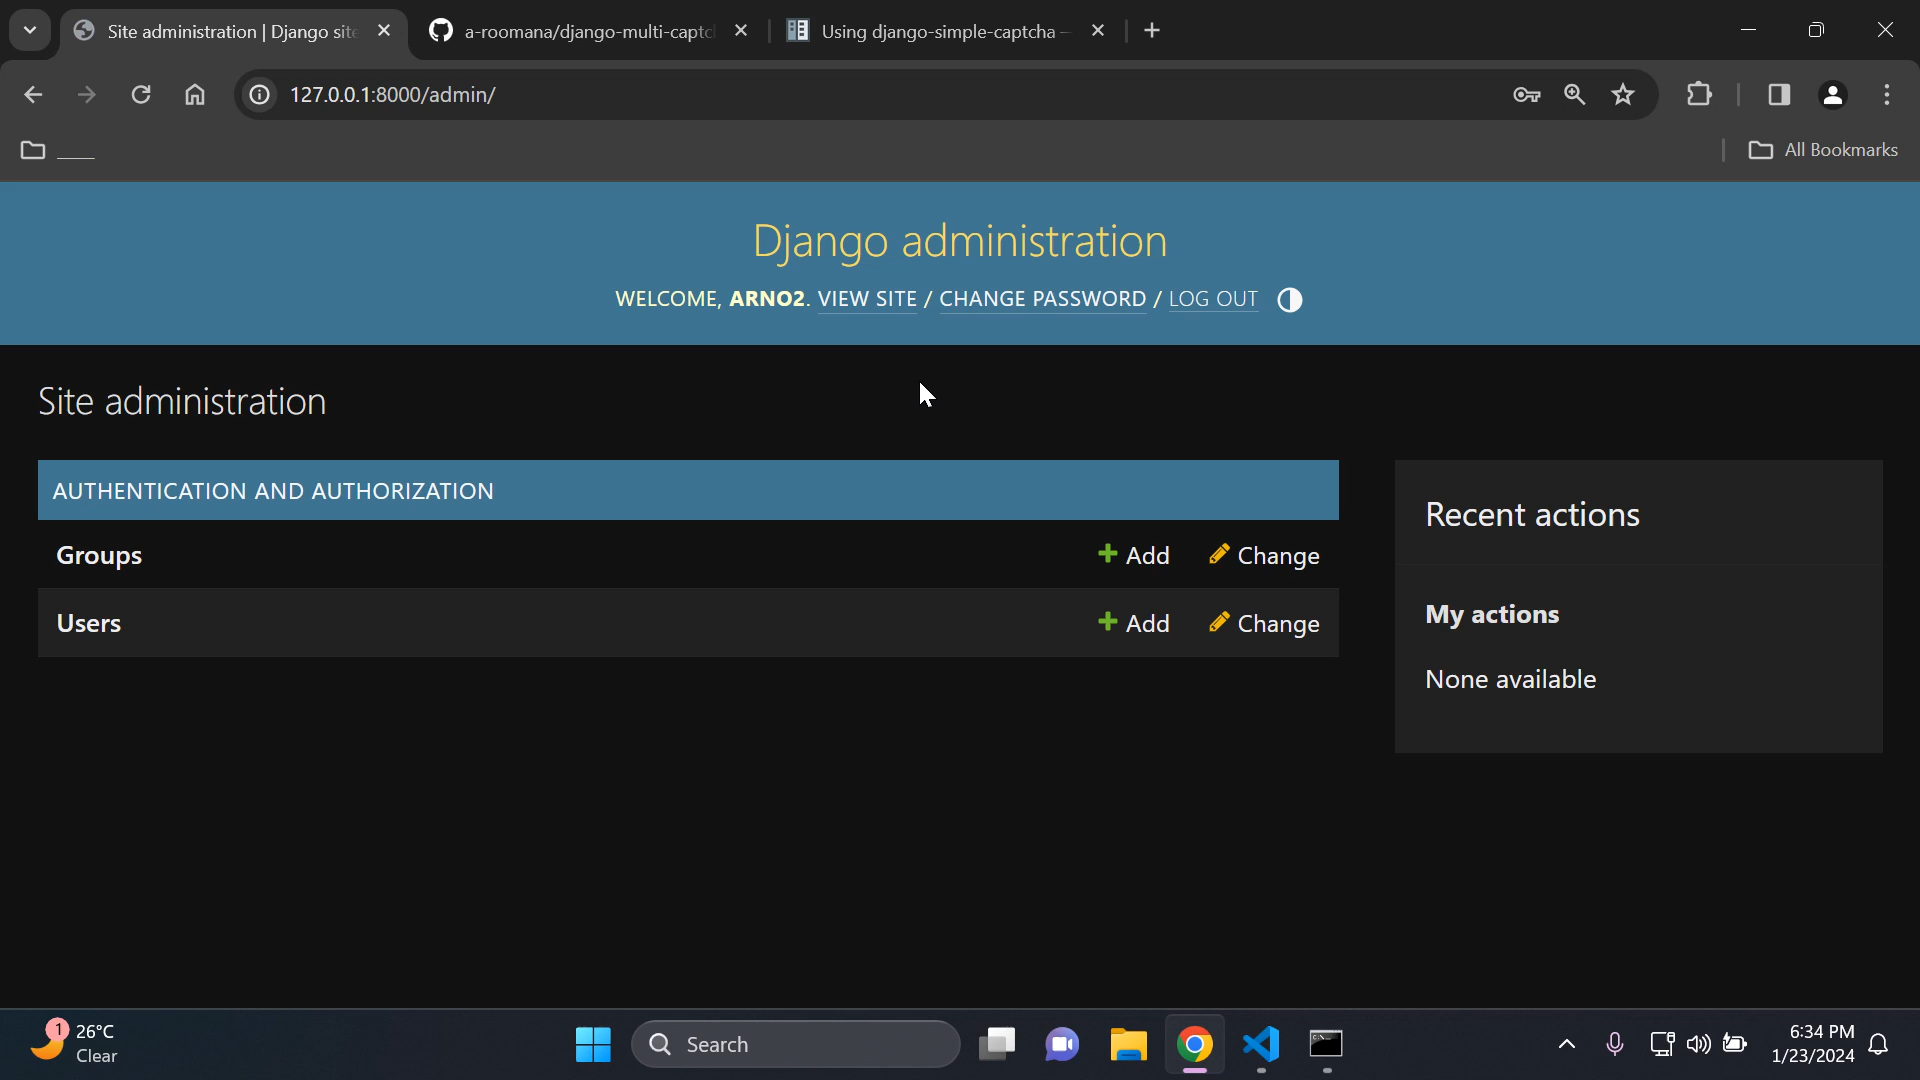 Site administration | Django site
a-roomana/django-multi-captc
Using django-simple-captcha —
127.0.0.1:8000/admin/
____
All Bookmarks
Django administration
WELCOME, ARNO2. VIEW SITE / CHANGE PASSWORD / LOG OUT
Site administration
AUTHENTICATION AND AUTHORIZATION
Groups
Add
Change
Users
Add
Change
Recent actions
My actions
None available
1
26°C
Clear
Search
6:34 PM
1/23/2024